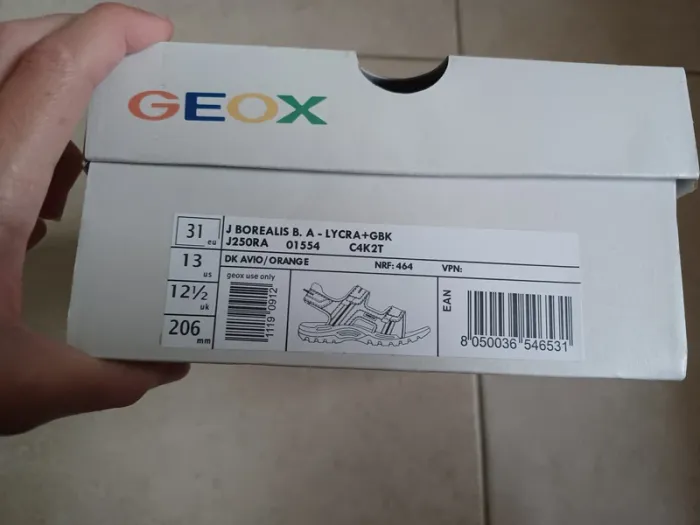 GEOX
31 eu
13 us
12½ uk
206 mm
J BOREALIS B. A - LYCRA+GBK
J250RA 01554 C4K2T
DK AVIO/ORANGE NRF: 464 VPN:
geox use only
1119 0912
EAN
8 050036 546531